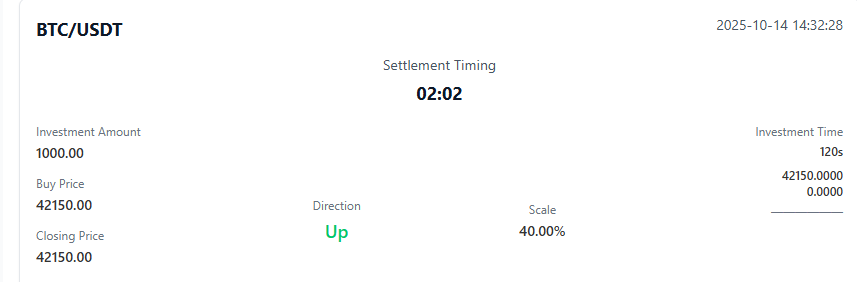 BTC/USDT
2025-10-14 14:32:28
Settlement Timing
02:02
Investment Amount
1000.00
Investment Time
120s
Buy Price
42150.00
42150.0000
0.0000
Direction
Up
Scale
40.00%
Closing Price
42150.00